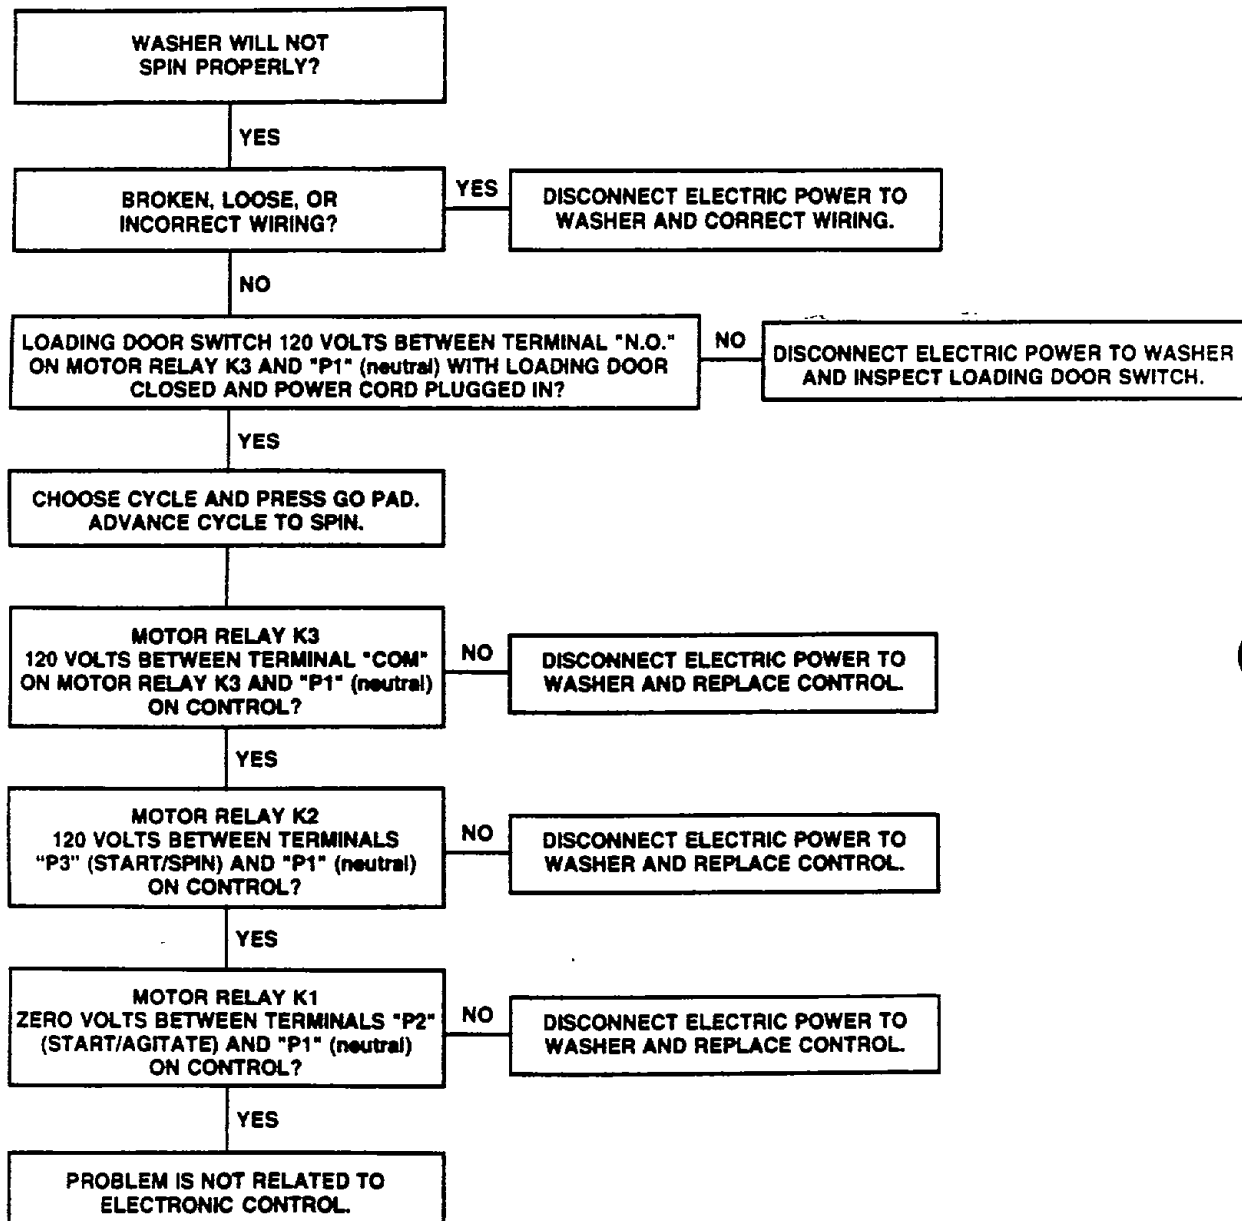 WASHER WILL NOT
SPIN PROPERLY?
YES
BROKEN, LOOSE, OR
INCORRECT WIRING?
YES
DISCONNECT ELECTRIC POWER TO
WASHER AND CORRECT WIRING.
NO
LOADING DOOR SWITCH 120 VOLTS BETWEEN TERMINAL "N.O."
ON MOTOR RELAY K3 AND "P1" (neutral) WITH LOADING DOOR
CLOSED AND POWER CORD PLUGGED IN?
NO
DISCONNECT ELECTRIC POWER TO WASHER
AND INSPECT LOADING DOOR SWITCH.
YES
CHOOSE CYCLE AND PRESS GO PAD.
ADVANCE CYCLE TO SPIN.
MOTOR RELAY K3
120 VOLTS BETWEEN TERMINAL "COM"
ON MOTOR RELAY K3 AND "P1" (neutral)
ON CONTROL?
NO
DISCONNECT ELECTRIC POWER TO
WASHER AND REPLACE CONTROL.
YES
MOTOR RELAY K2
120 VOLTS BETWEEN TERMINALS
"P3" (START/SPIN) AND "P1" (neutral)
ON CONTROL?
NO
DISCONNECT ELECTRIC POWER TO
WASHER AND REPLACE CONTROL.
YES
MOTOR RELAY K1
ZERO VOLTS BETWEEN TERMINALS "P2"
(START/AGITATE) AND "P1" (neutral)
ON CONTROL?
NO
DISCONNECT ELECTRIC POWER TO
WASHER AND REPLACE CONTROL.
YES
PROBLEM IS NOT RELATED TO
ELECTRONIC CONTROL.